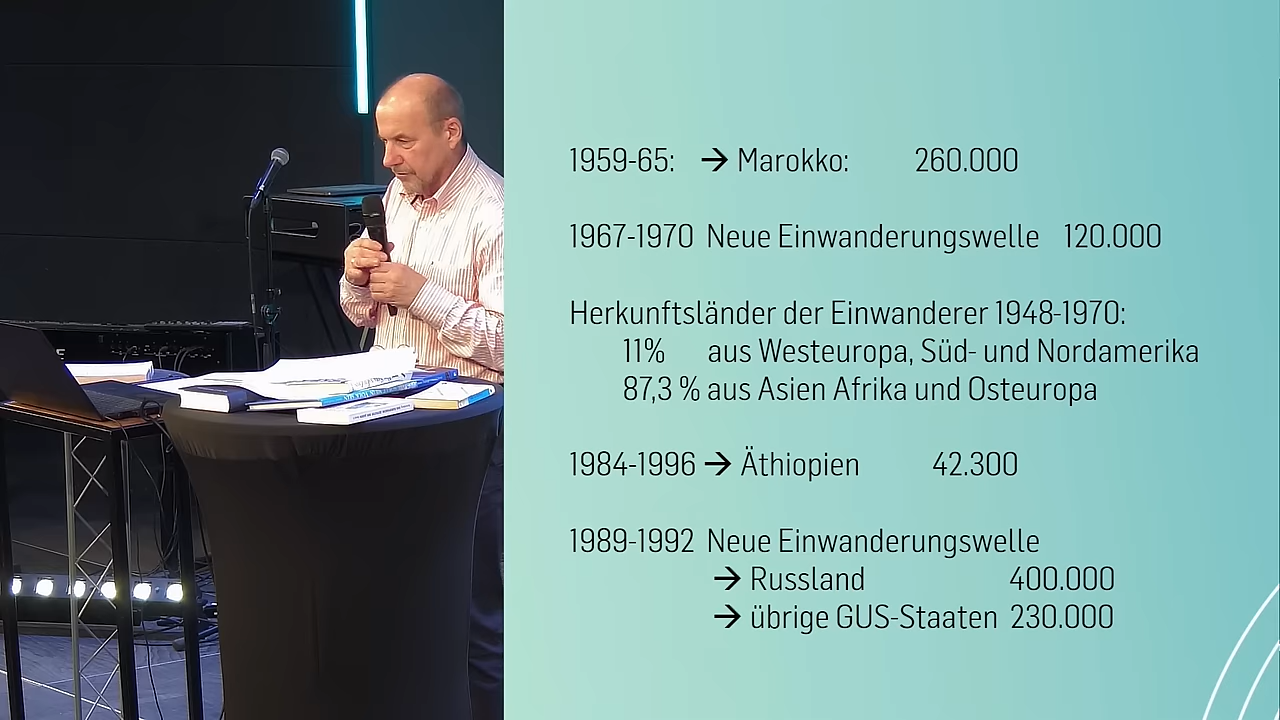 1959-65: → Marokko: 260.000
1967-1970 Neue Einwanderungswelle 120.000
Herkunftsländer der Einwanderer 1948-1970:
11% aus Westeuropa, Süd- und Nordamerika
87,3 % aus Asien Afrika und Osteuropa
1984-1996 → Äthiopien 42.300
1989-1992 Neue Einwanderungswelle
→ Russland 400.000
→ übrige GUS-Staaten 230.000